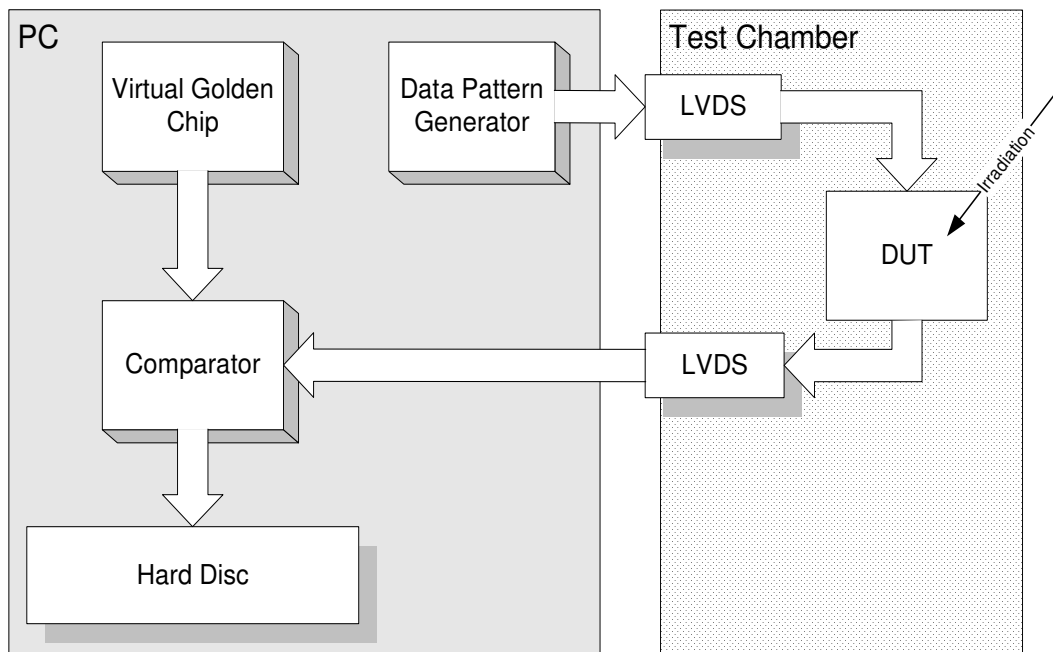 PC
Test Chamber
Virtual Golden
Chip
Data Pattern
Generator
LVDS
Irradiation
DUT
Comparator
LVDS
Hard Disc